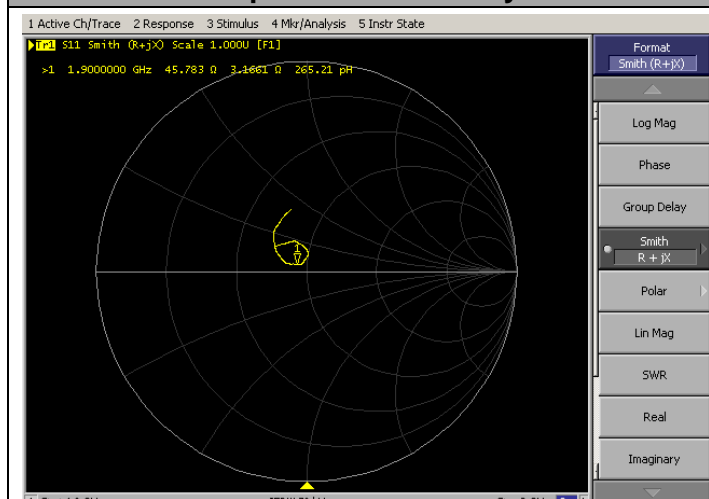 1 Active Ch/Trace 2 Response 3 Stimulus 4 Mkr/Analysis 5 Instr State
Tr1 S11 Smith (R+jX) Scale 1.000U [F1]
>1 1.9000000 GHz 45.783 Ω 3.1661 Ω 265.21 pH
1
Format
Smith (R+jX)
Log Mag
Phase
Group Delay
Smith
R + jX
Polar
Lin Mag
SWR
Real
Imaginary